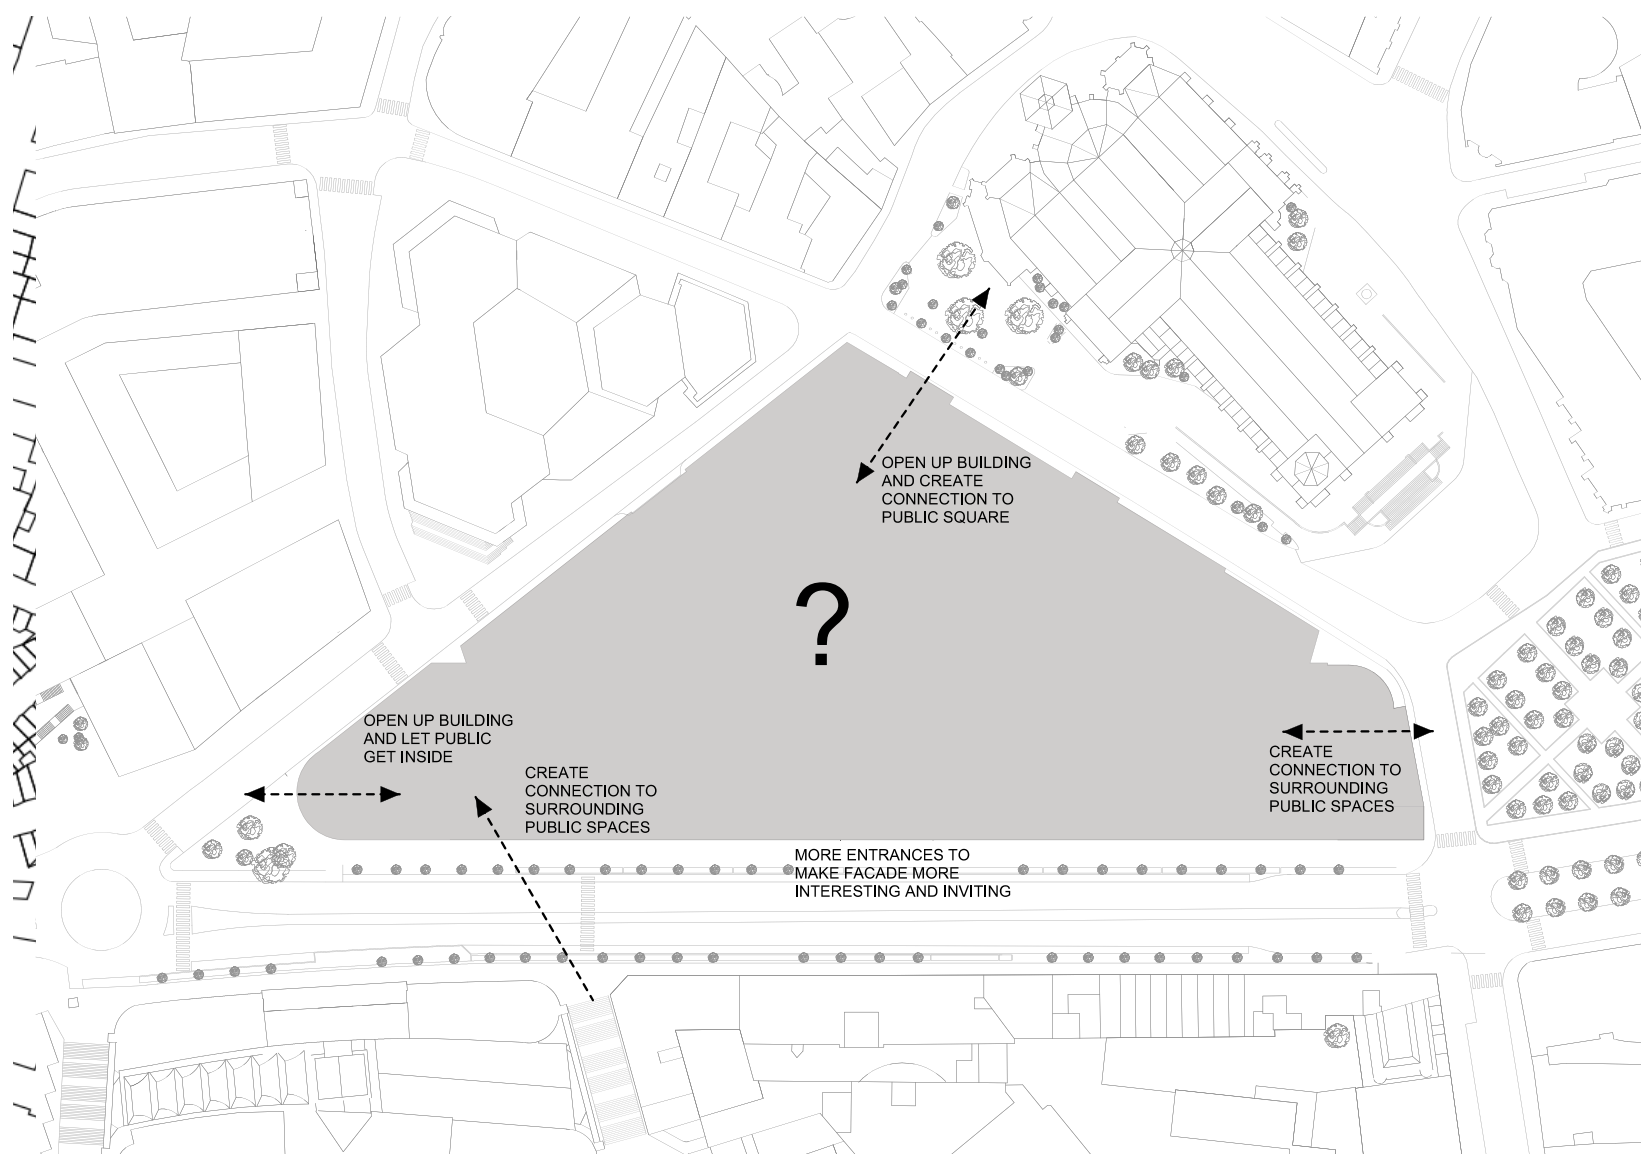 OPEN UP BUILDING
AND CREATE
CONNECTION TO
PUBLIC SQUARE
?
OPEN UP BUILDING
AND LET PUBLIC
GET INSIDE
CREATE
CONNECTION TO
SURROUNDING
PUBLIC SPACES
CREATE
CONNECTION TO
SURROUNDING
PUBLIC SPACES
MORE ENTRANCES TO
MAKE FACADE MORE
INTERESTING AND INVITING